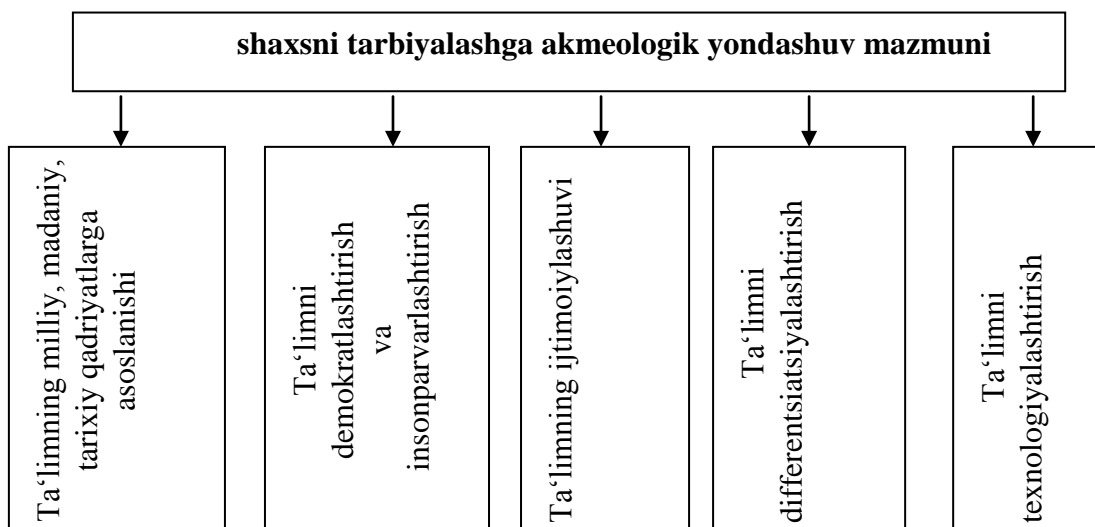 shaxsni tarbiyalashga akmeologik yondashuv mazmuni
Ta‘limning milliy, madaniy,
tarixiy qadriyatlarga
asoslanishi
Ta‘limni
demokratlashtirish
va
insonparvarlashtirish
Ta‘limning ijtimoiylashuvi
Ta‘limni
differentsiatsiyalashtirish
Ta‘limni
texnologiyalashtirish